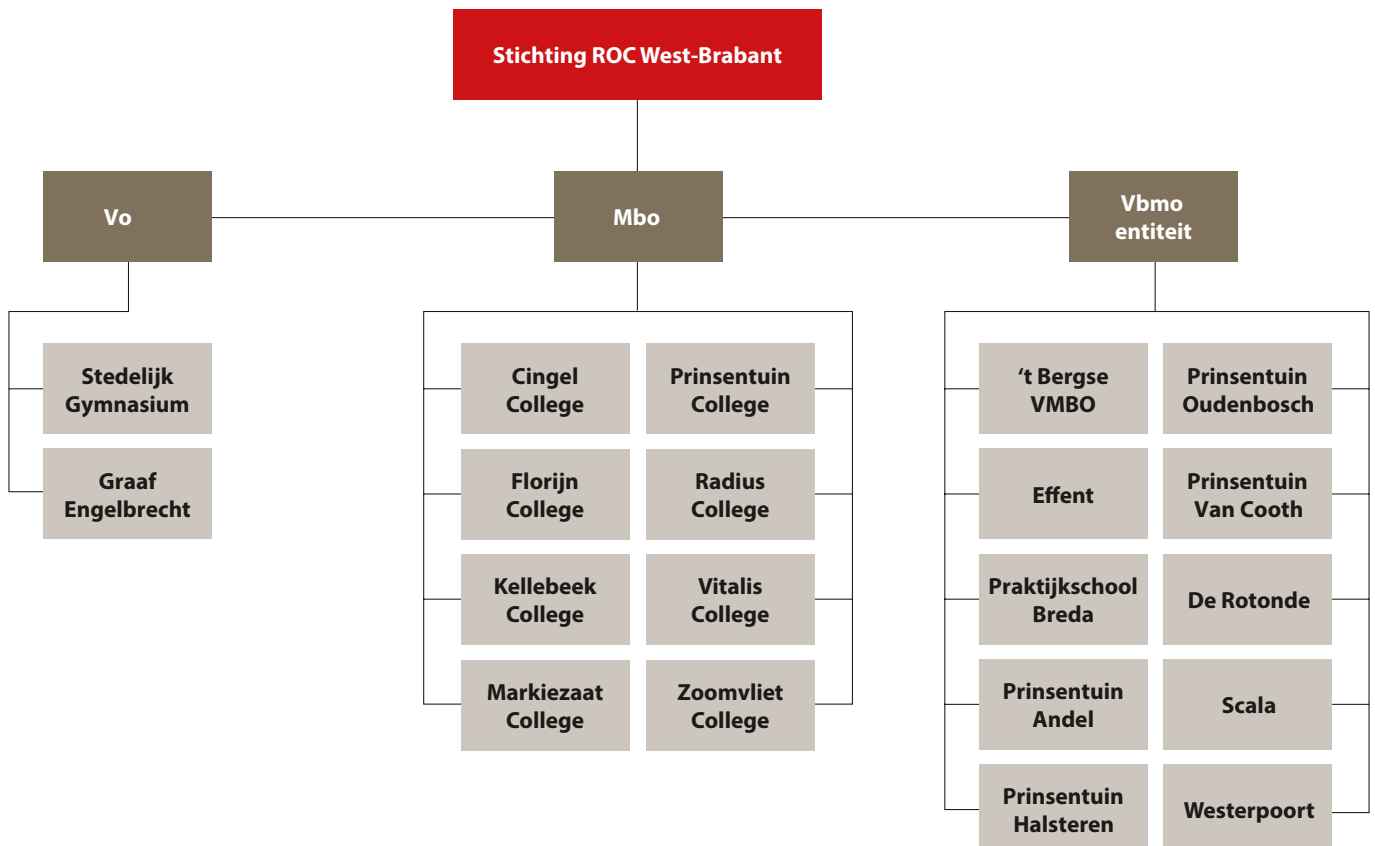 Stichting ROC West-Brabant
Vo
Mbo
Vbmo
entiteit
Stedelijk
Gymnasium
Graaf
Engelbrecht
Cingel
College
Prinsentuin
College
Florijn
College
Radius
College
Kellebeek
College
Vitalis
College
Markiezaat
College
Zoomvliet
College
‘t Bergse
VMBO
Prinsentuin
Oudenbosch
Effent
Prinsentuin
Van Cooth
Praktijkschool
Breda
De Rotonde
Prinsentuin
Andel
Scala
Prinsentuin
Halsteren
Westerpoort